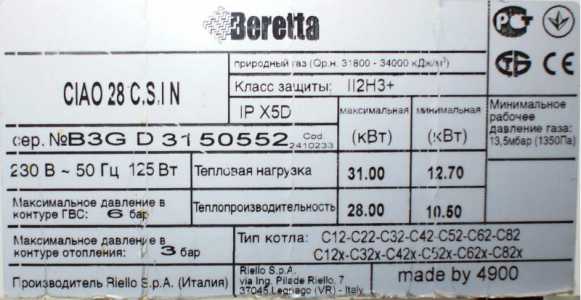 Beretta
природный газ (Qр.н. 31800 - 34000 кДж/м³)
CIAO 28 C.S.I N
Класс защиты: II2H3+
IP X5D
максимальная
минимальная
(кВт)
(кВт)
Минимальное
рабочее
давление газа:
13,5мбар (1350Па)
сер. №B3G D 3150552 Cod. 2410233
230 В ~ 50 Гц 125 Вт
Тепловая нагрузка 31.00 12.70
Максимальное давление в
контуре ГВС: 6 бар
Теплопроизводительность 28.00 10.50
Максимальное давление в
контуре отопления: 3 бар
Тип котла: C12-C22-C32-C42-C52-C62-C82
C12x-C32x-C42x-C52x-C62x-C82x
Производитель Riello S.p.A. (Италия)
Riello S.p.A.
via Ing. Pilade Riello, 7
37045 Legnago (VR) - Italy
made by 4900